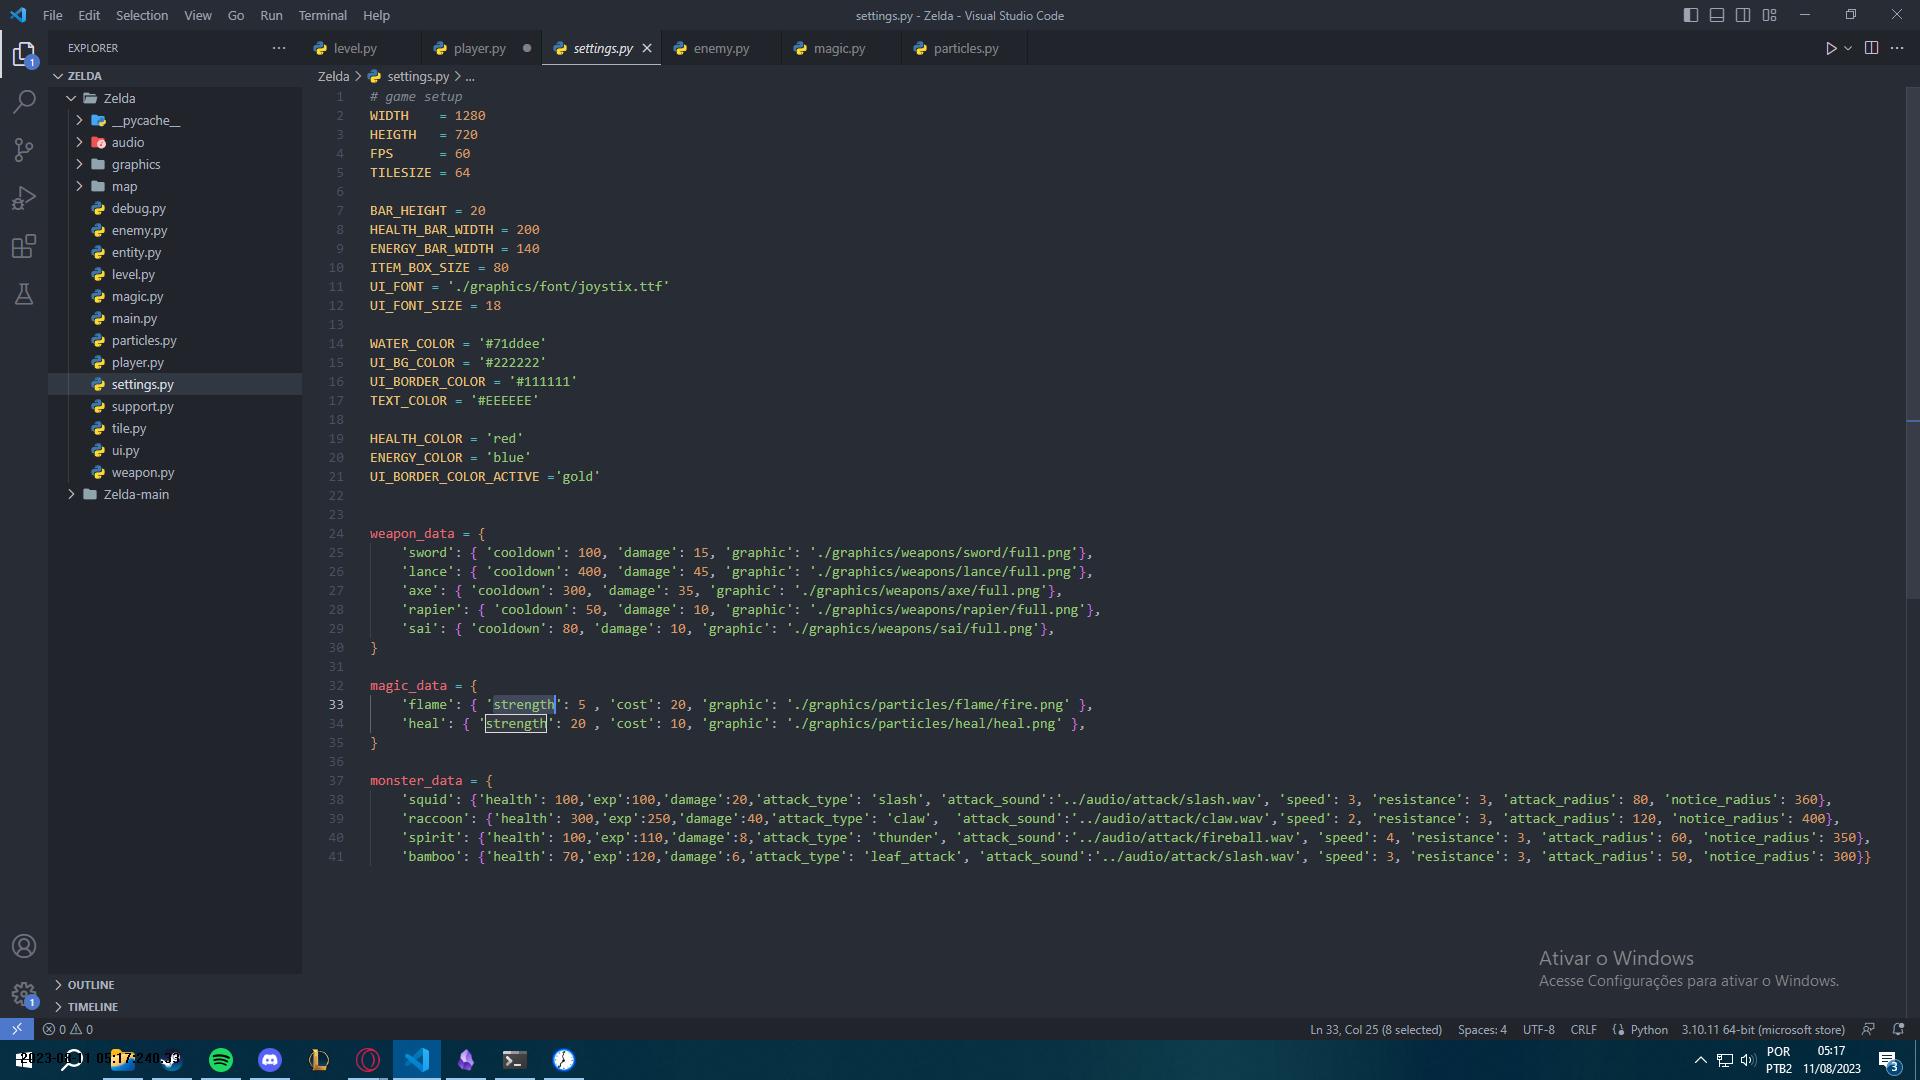 File Edit Selection View Go Run Terminal Help
settings.py - Zelda - Visual Studio Code
EXPLORER
level.py
player.py
settings.py
enemy.py
magic.py
particles.py
ZELDA
Zelda > settings.py > ...
Zelda
__pycache__
audio
graphics
map
debug.py
enemy.py
entity.py
level.py
magic.py
main.py
particles.py
player.py
settings.py
support.py
tile.py
ui.py
weapon.py
Zelda-main
OUTLINE
TIMELINE
1 # game setup
2 WIDTH    = 1280
3 HEIGTH   = 720
4 FPS      = 60
5 TILESIZE = 64
6
7 BAR_HEIGHT = 20
8 HEALTH_BAR_WIDTH = 200
9 ENERGY_BAR_WIDTH = 140
10 ITEM_BOX_SIZE = 80
11 UI_FONT = './graphics/font/joystix.ttf'
12 UI_FONT_SIZE = 18
13
14 WATER_COLOR = '#71ddee'
15 UI_BG_COLOR = '#222222'
16 UI_BORDER_COLOR = '#111111'
17 TEXT_COLOR = '#EEEEEE'
18
19 HEALTH_COLOR = 'red'
20 ENERGY_COLOR = 'blue'
21 UI_BORDER_COLOR_ACTIVE ='gold'
22
23
24 weapon_data = {
25     'sword': { 'cooldown': 100, 'damage': 15, 'graphic': './graphics/weapons/sword/full.png'},
26     'lance': { 'cooldown': 400, 'damage': 45, 'graphic': './graphics/weapons/lance/full.png'},
27     'axe': { 'cooldown': 300, 'damage': 35, 'graphic': './graphics/weapons/axe/full.png'},
28     'rapier': { 'cooldown': 50, 'damage': 10, 'graphic': './graphics/weapons/rapier/full.png'},
29     'sai': { 'cooldown': 80, 'damage': 10, 'graphic': './graphics/weapons/sai/full.png'},
30 }
31
32 magic_data = {
33     'flame': { 'strength': 5 , 'cost': 20, 'graphic': './graphics/particles/flame/fire.png' },
34     'heal': { 'strength': 20 , 'cost': 10, 'graphic': './graphics/particles/heal/heal.png' },
35 }
36
37 monster_data = {
38     'squid': {'health': 100,'exp':100,'damage':20,'attack_type': 'slash', 'attack_sound':'../audio/attack/slash.wav', 'speed': 3, 'resistance': 3, 'attack_radius': 80, 'notice_radius': 360},
39     'raccoon': {'health': 300,'exp':250,'damage':40,'attack_type': 'claw',  'attack_sound':'../audio/attack/claw.wav','speed': 2, 'resistance': 3, 'attack_radius': 120, 'notice_radius': 400},
40     'spirit': {'health': 100,'exp':110,'damage':8,'attack_type': 'thunder', 'attack_sound':'../audio/attack/fireball.wav', 'speed': 4, 'resistance': 3, 'attack_radius': 60, 'notice_radius': 350},
41     'bamboo': {'health': 70,'exp':120,'damage':6,'attack_type': 'leaf_attack', 'attack_sound':'../audio/attack/slash.wav', 'speed': 3, 'resistance': 3, 'attack_radius': 50, 'notice_radius': 300}}
Ativar o Windows
Acesse Configurações para ativar o Windows.
1
1
0 0
Ln 33, Col 25 (8 selected) Spaces: 4 UTF-8 CRLF Python 3.10.11 64-bit (microsoft store)
POR
PTB2
05:17
11/08/2023
3